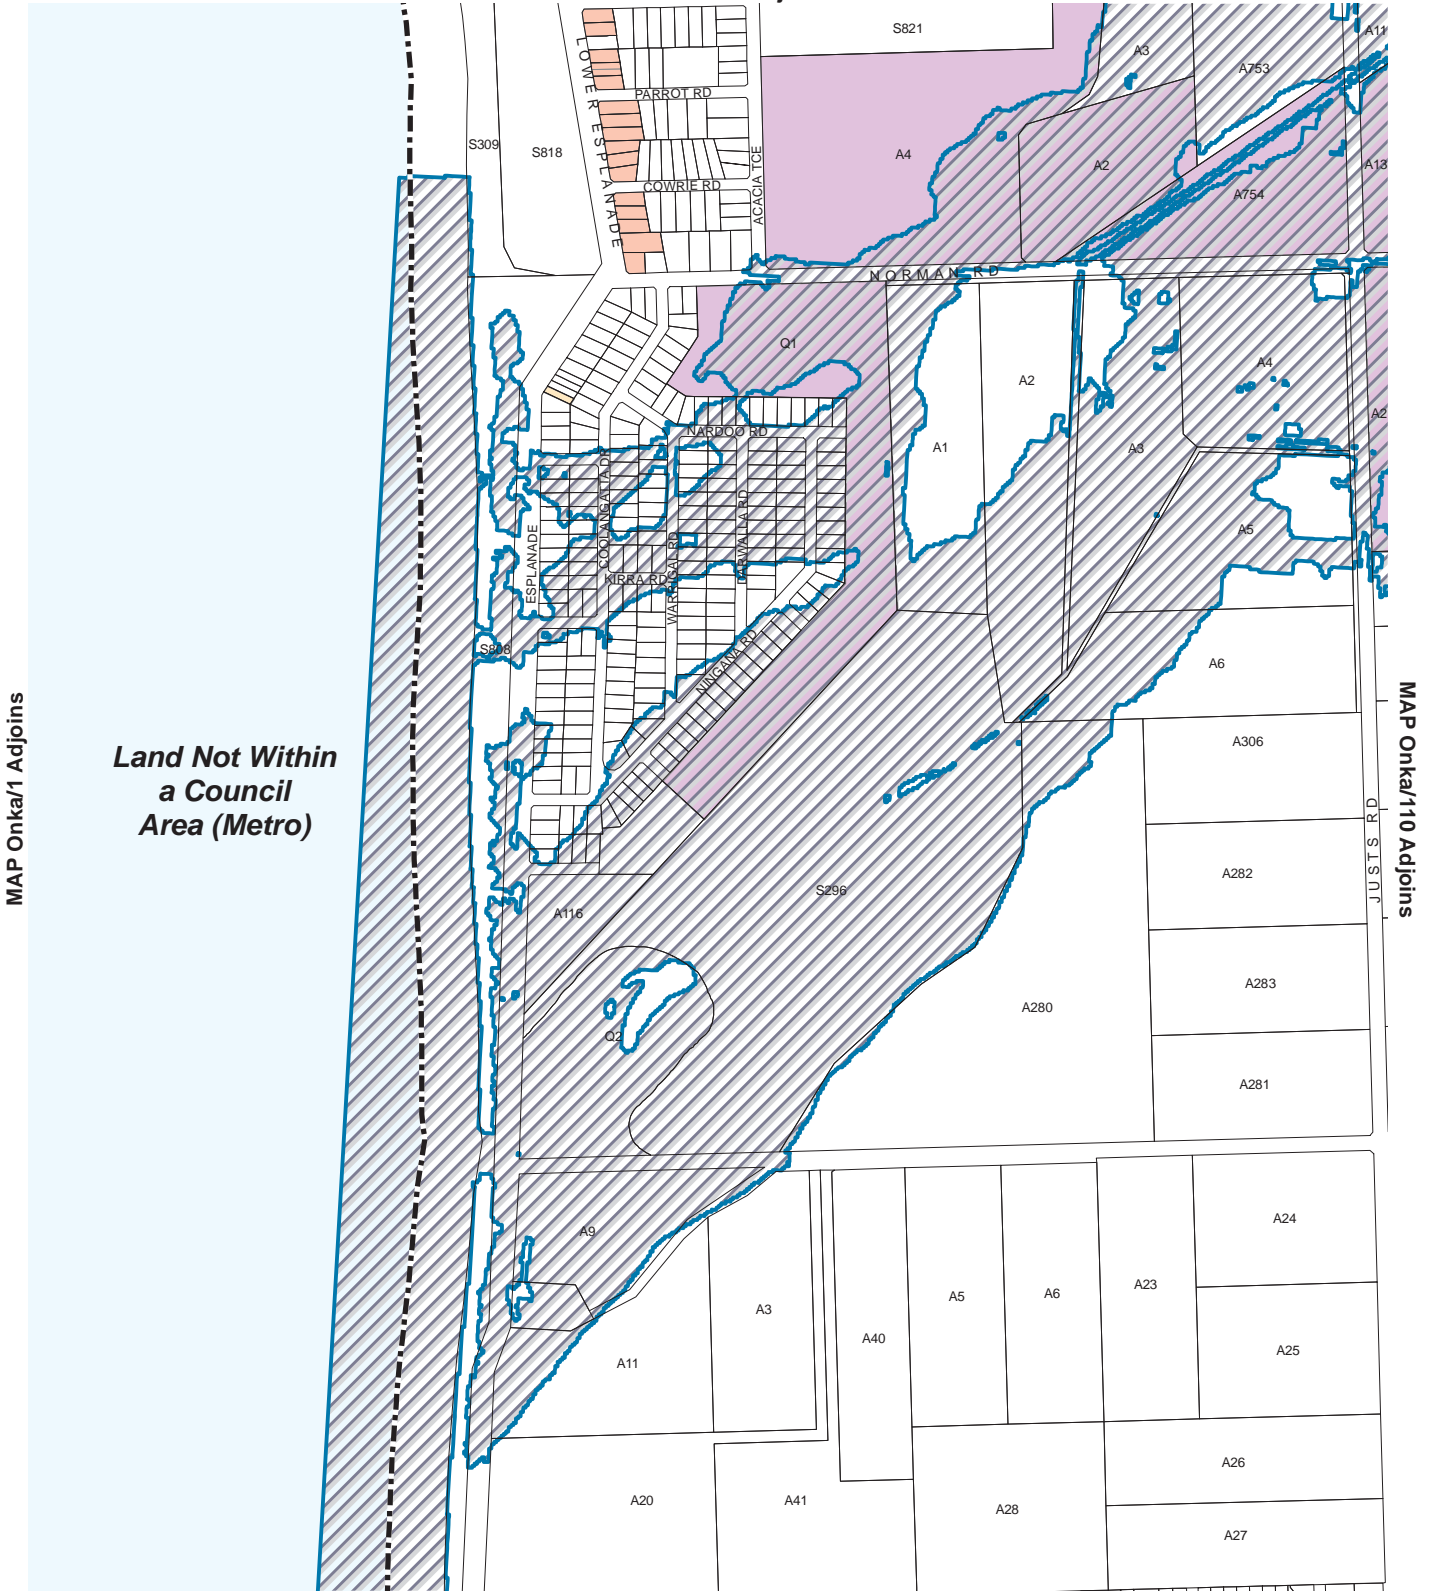 S821
A3
A753
A11
LOWER ESPLANADE
PARROT RD
S309
S818
A4
A2
A13
ACACIA TCE
COWRIE RD
A754
NORMAN RD
Q1
A2
A4
A2
NARDOO RD
A1
A3
A5
COOLANGATTA DR
WARRIGAL RD
ESPLANADE
KIRRA RD
S808
NINGANA RD
A6
MAP Onka/1 Adjoins
Land Not Within
a Council
Area (Metro)
A306
MAP Onka/110 Adjoins
JUSTS RD
A282
S296
A116
A283
A280
Q2
A281
A9
A24
A23
A5
A6
A3
A40
A25
A11
A26
A20
A41
A28
A27